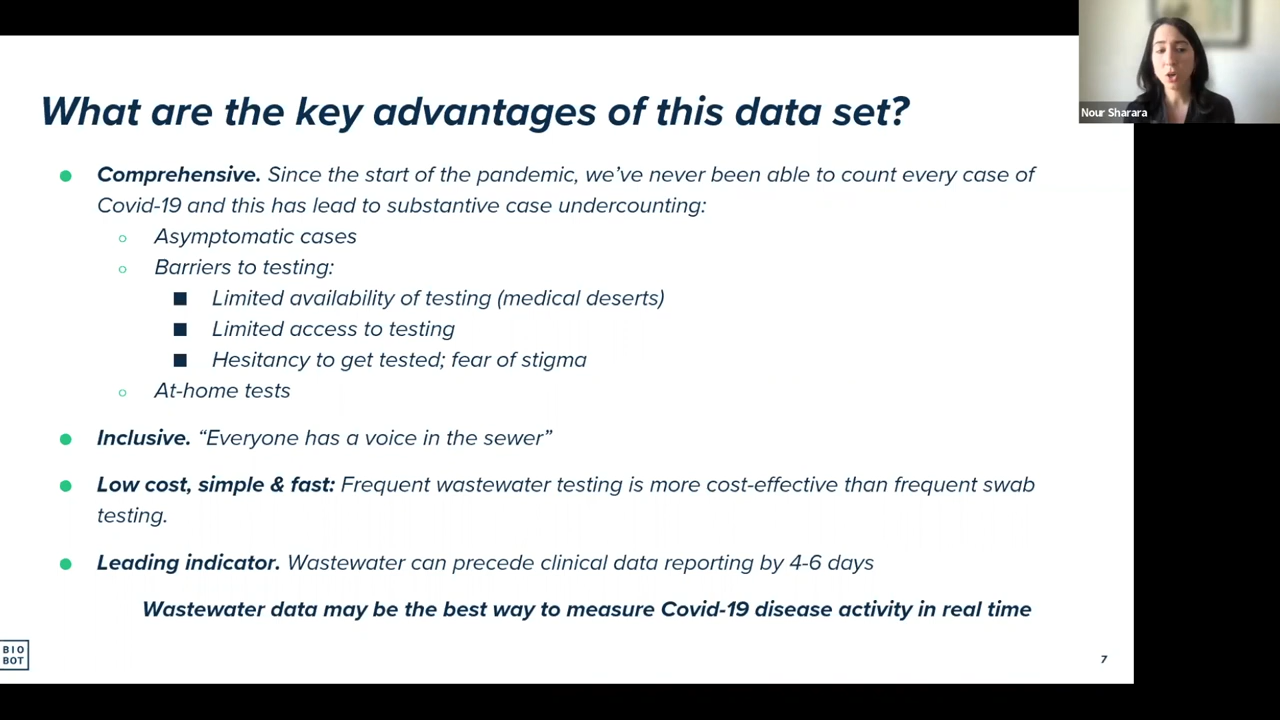 Nour Sharara
What are the key advantages of this data set?
● Comprehensive. Since the start of the pandemic, we've never been able to count every case of
Covid-19 and this has lead to substantive case undercounting:
○ Asymptomatic cases
○ Barriers to testing:
■ Limited availability of testing (medical deserts)
■ Limited access to testing
■ Hesitancy to get tested; fear of stigma
○ At-home tests
● Inclusive. “Everyone has a voice in the sewer”
● Low cost, simple & fast: Frequent wastewater testing is more cost-effective than frequent swab
testing.
● Leading indicator. Wastewater can precede clinical data reporting by 4-6 days
Wastewater data may be the best way to measure Covid-19 disease activity in real time
BIO
BOT
7